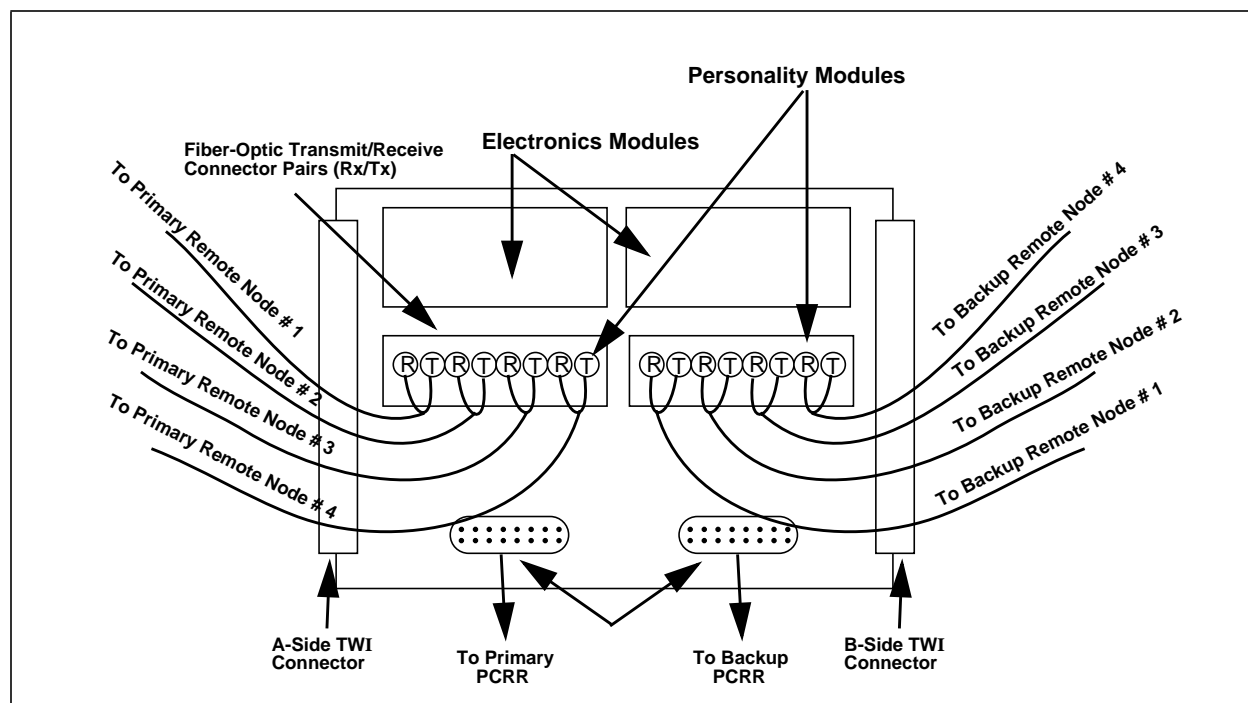 Personality Modules
Electronics Modules
Fiber-Optic Transmit/Receive
Connector Pairs (Rx/Tx)
To Primary Remote Node # 1
To Primary Remote Node # 2
To Primary Remote Node # 3
To Primary Remote Node # 4
To Backup Remote Node # 4
To Backup Remote Node # 3
To Backup Remote Node # 2
To Backup Remote Node # 1
R T R T R T R T
R T R T R T R T
A-Side TWI
Connector
To Primary
PCRR
To Backup
PCRR
B-Side TWI
Connector